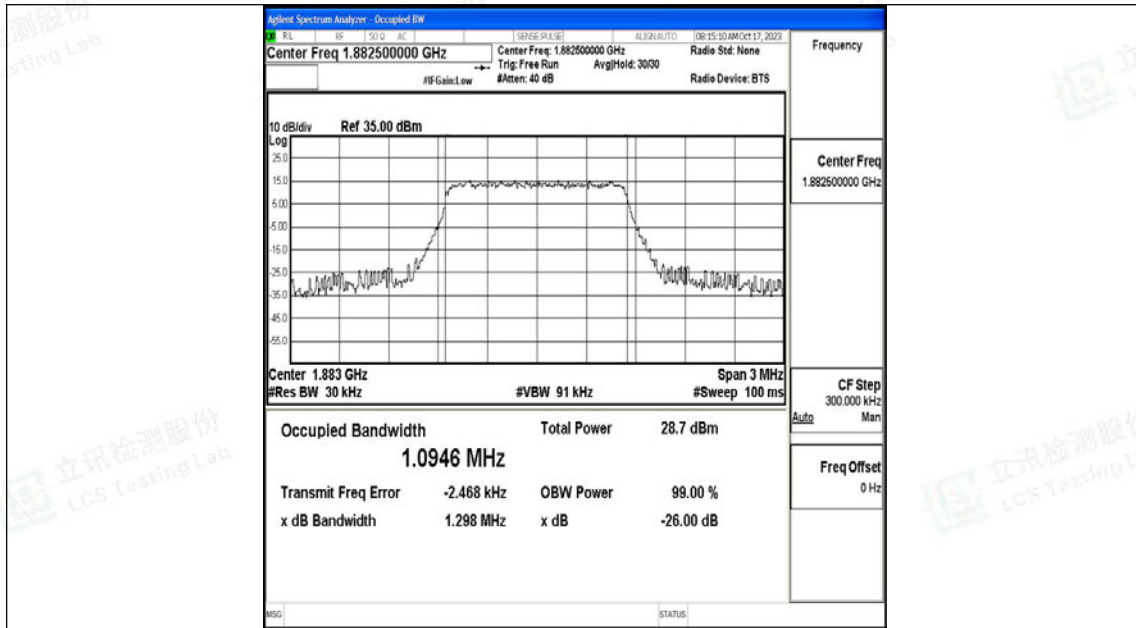 Agilent Spectrum Analyzer - Occupied BW
RL RF 50 Ω AC SENSE:PULSE ALIGNAUTO 08:15:10 AM Oct 17, 2023
Center Freq 1.882500000 GHz
Center Freq: 1.882500000 GHz
Radio Std: None
Trig: Free Run Avg|Hold: 30/30
#IFGain:Low #Atten: 40 dB Radio Device: BTS
Frequency
10 dB/div Ref 35.00 dBm
Log
25.0
15.0
5.00
-5.00
-15.0
-25.0
-35.0
-45.0
-55.0
Center 1.883 GHz Span 3 MHz
#Res BW 30 kHz #VBW 91 kHz #Sweep 100 ms
Occupied Bandwidth Total Power 28.7 dBm
1.0946 MHz
Transmit Freq Error -2.468 kHz OBW Power 99.00 %
x dB Bandwidth 1.298 MHz x dB -26.00 dB
MSG STATUS
Center Freq
1.882500000 GHz
CF Step
300.000 kHz
Auto Man
Freq Offset
0 Hz
立讯检测股份
LCS Testing Lab
立讯检测股份
LCS Testing L
测股份
sting Lab
立